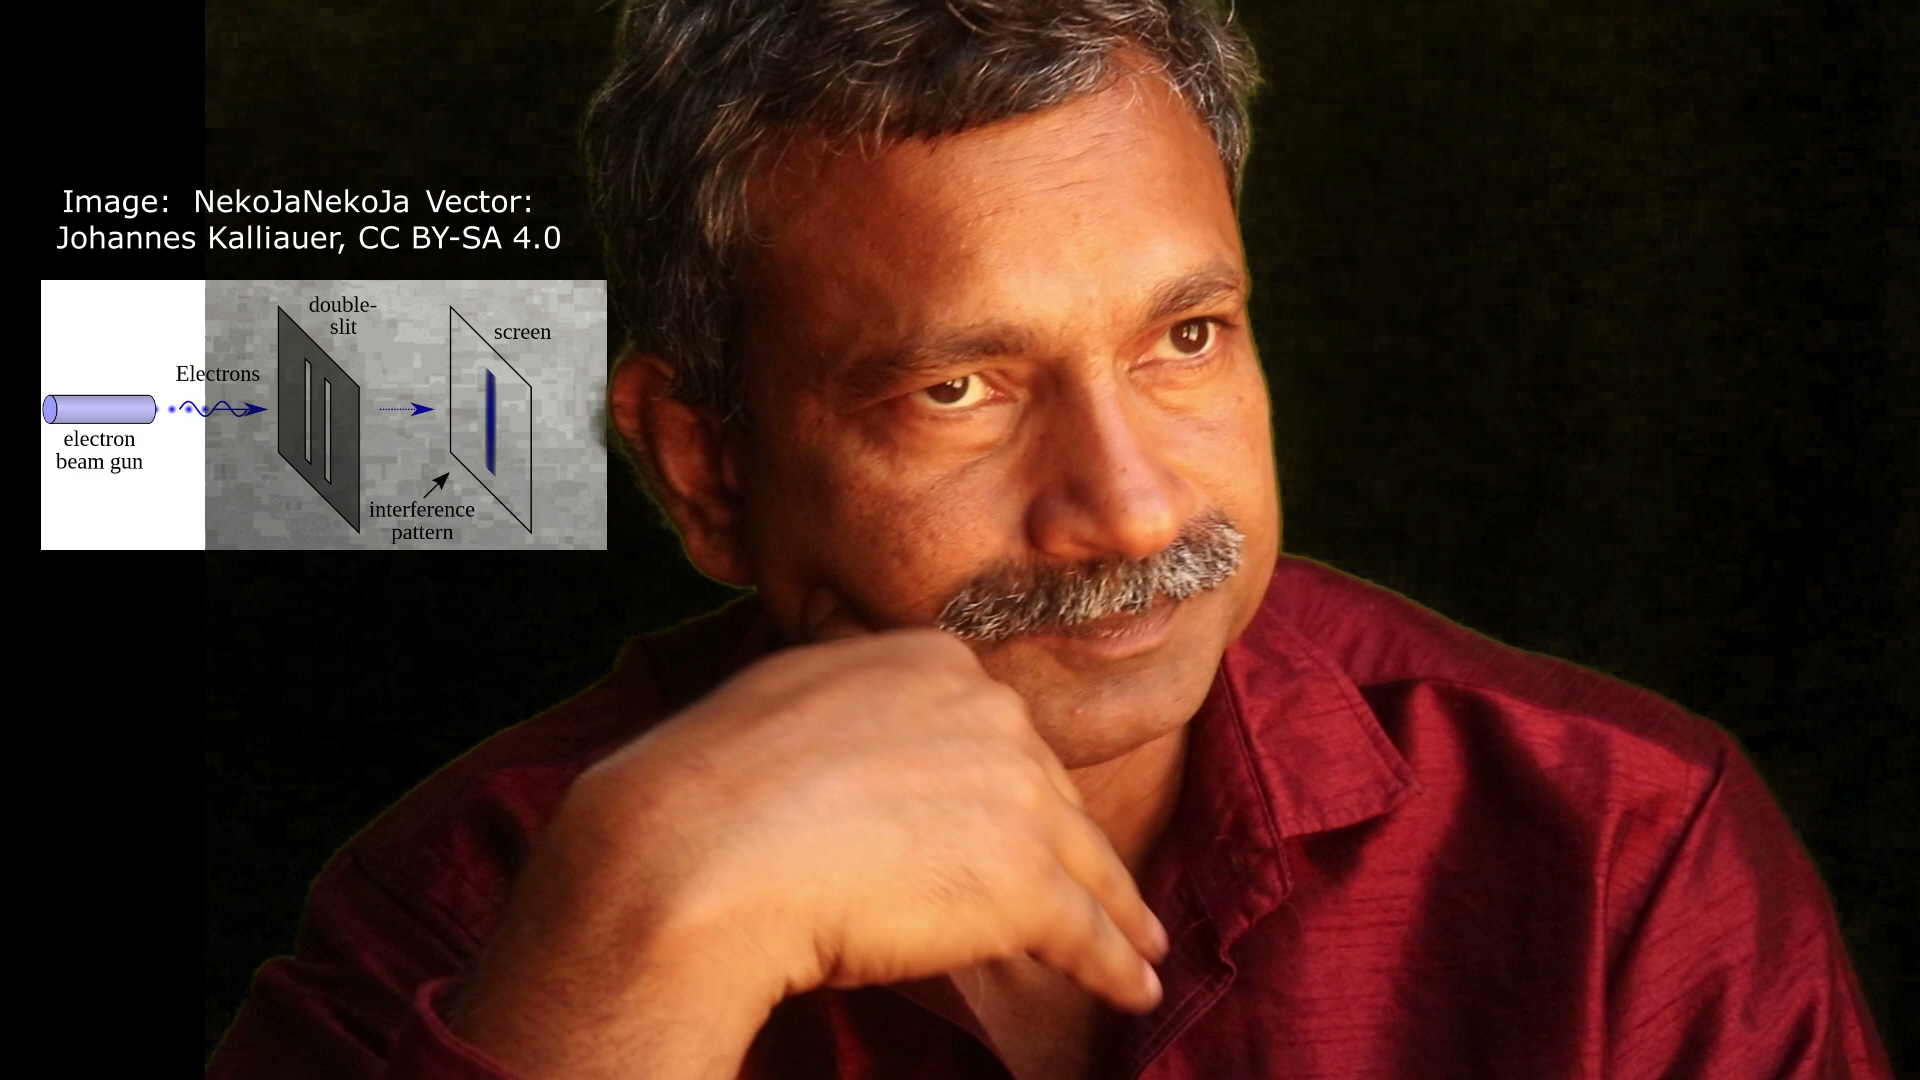 Image: NekoJaNekoJa Vector:
Johannes Kalliauer, CC BY-SA 4.0
double-
slit
screen
Electrons
electron
beam gun
interference
pattern